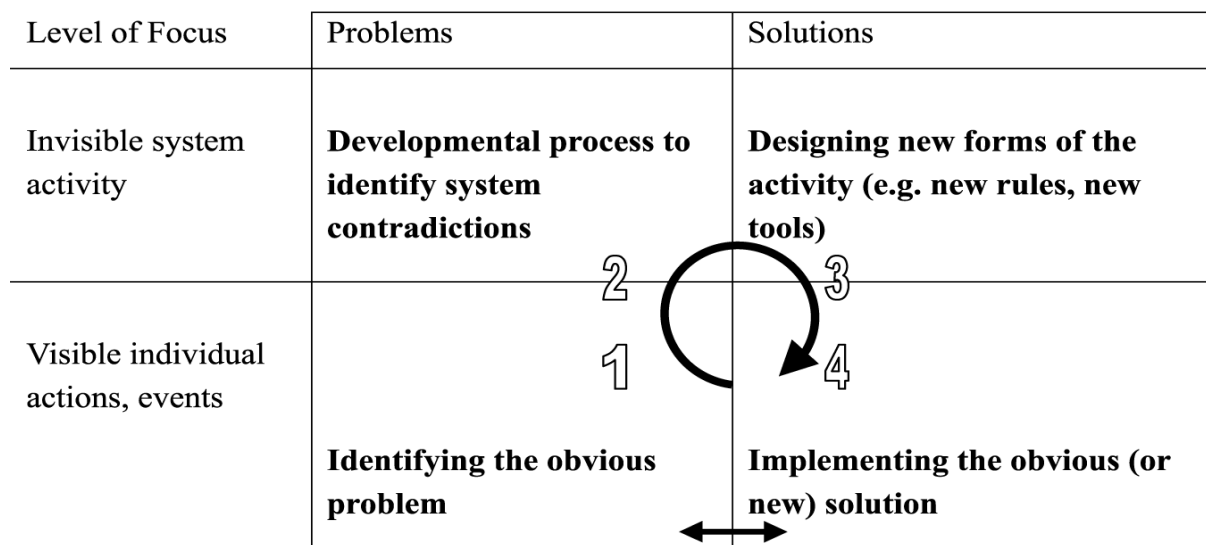 Level of Focus
Problems
Solutions
Invisible system
activity
Developmental process to
identify system
contradictions
Designing new forms of the
activity (e.g. new rules, new
tools)
2
3
Visible individual
actions, events
1
4
Identifying the obvious
problem
Implementing the obvious (or
new) solution